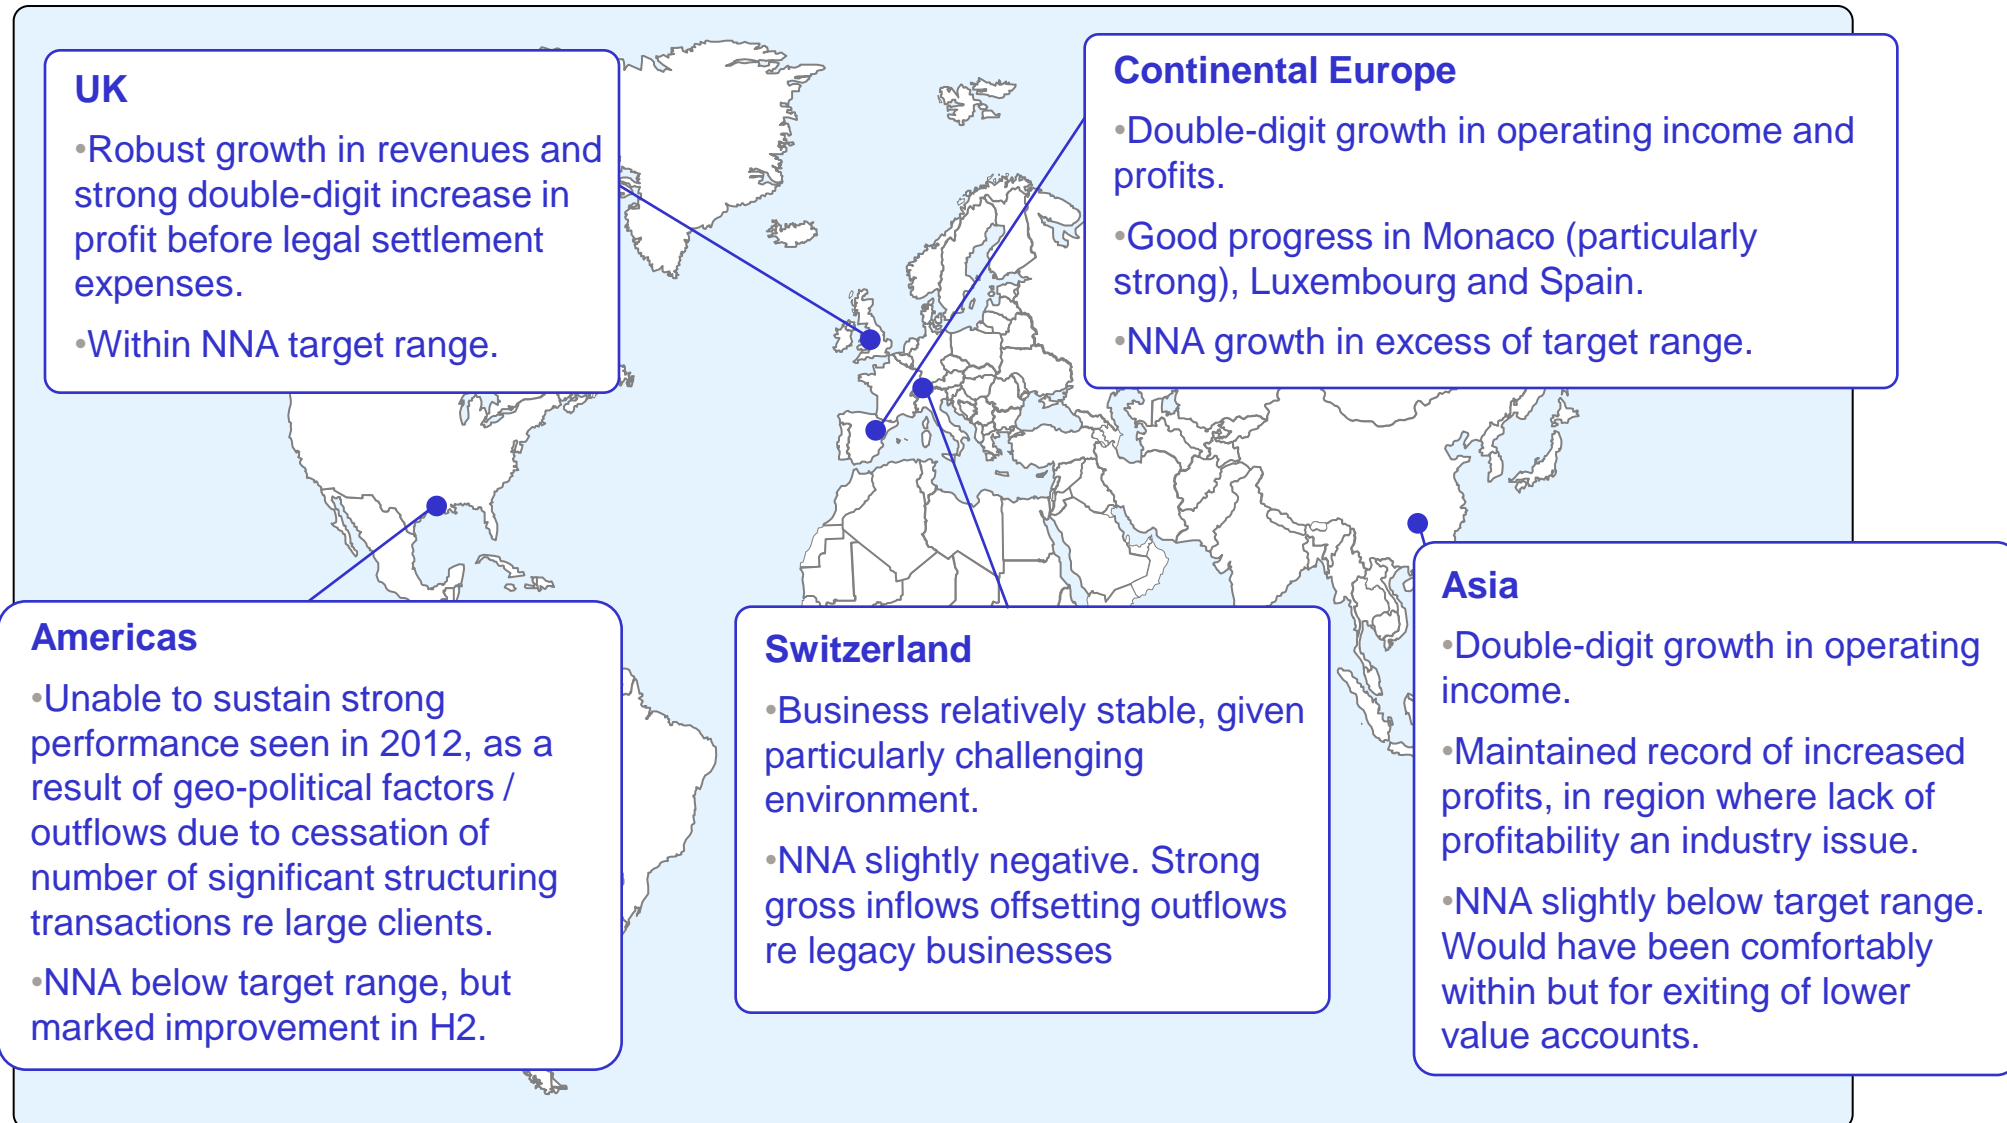 UK
•Robust growth in revenues and
strong double-digit increase in
profit before legal settlement
expenses.
•Within NNA target range.
Continental Europe
•Double-digit growth in operating income and
profits.
•Good progress in Monaco (particularly
strong), Luxembourg and Spain.
•NNA growth in excess of target range.
Americas
•Unable to sustain strong
performance seen in 2012, as a
result of geo-political factors /
outflows due to cessation of
number of significant structuring
transactions re large clients.
•NNA below target range, but
marked improvement in H2.
Switzerland
•Business relatively stable, given
particularly challenging
environment.
•NNA slightly negative. Strong
gross inflows offsetting outflows
re legacy businesses
Asia
•Double-digit growth in operating
income.
•Maintained record of increased
profits, in region where lack of
profitability an industry issue.
•NNA slightly below target range.
Would have been comfortably
within but for exiting of lower
value accounts.